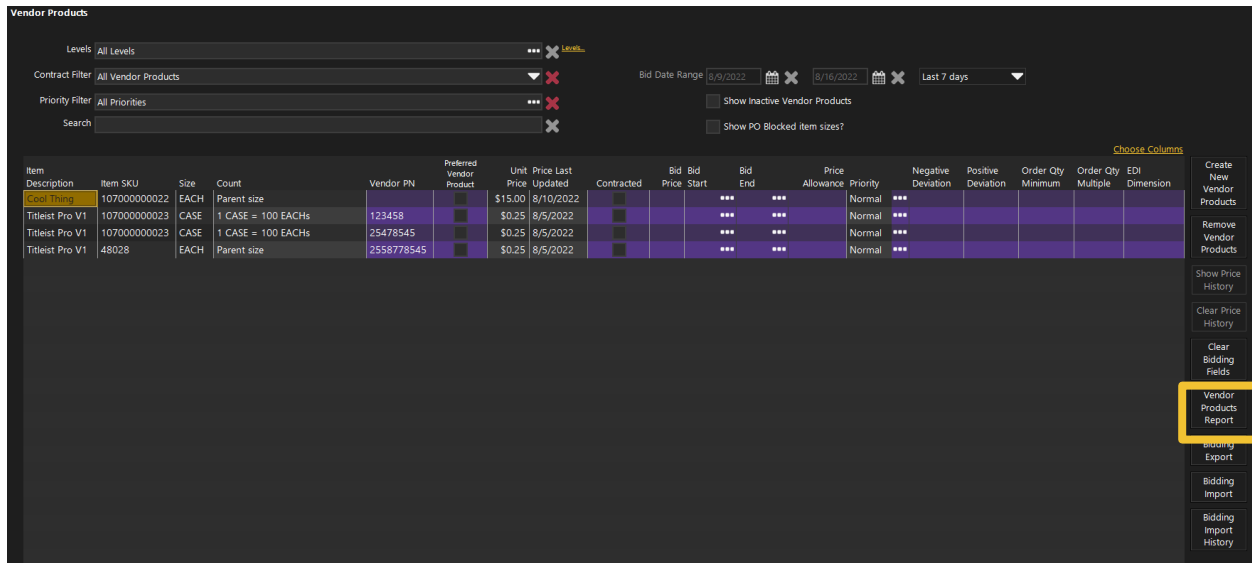 Vendor Products
Levels All Levels Levels...
Contract Filter All Vendor Products Bid Date Range 8/9/2022 8/16/2022 Last 7 days
Priority Filter All Priorities Show Inactive Vendor Products
Search Show PO Blocked item sizes?
Choose Columns
Item Description Item SKU Size Count Vendor PN Preferred Vendor Product Unit Price Price Last Updated Contracted Bid Price Bid Start Bid End Price Allowance Priority Negative Deviation Positive Deviation Order Qty Minimum Order Qty Multiple EDI Dimension
Cool Thing 107000000022 EACH Parent size $15.00 8/10/2022 Normal
Titleist Pro V1 107000000023 CASE 1 CASE = 100 EACHs 123458 $0.25 8/5/2022 Normal
Titleist Pro V1 107000000023 CASE 1 CASE = 100 EACHs 25478545 $0.25 8/5/2022 Normal
Titleist Pro V1 48028 EACH Parent size 2558778545 $0.25 8/5/2022 Normal
Create
New
Vendor
Products
Remove
Vendor
Products
Show Price
History
Clear Price
History
Clear
Bidding
Fields
Vendor
Products
Report
Bidding
Export
Bidding
Import
Bidding
Import
History